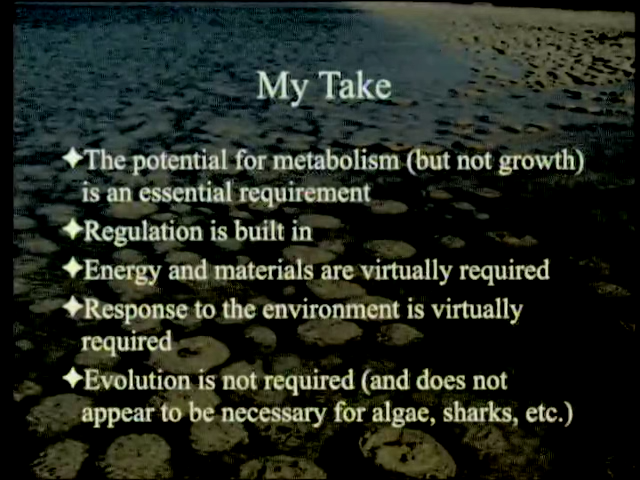 My Take
✦The potential for metabolism (but not growth)
is an essential requirement
✦Regulation is built in
✦Energy and materials are virtually required
✦Response to the environment is virtually
required
✦Evolution is not required (and does not
appear to be necessary for algae, sharks, etc.)